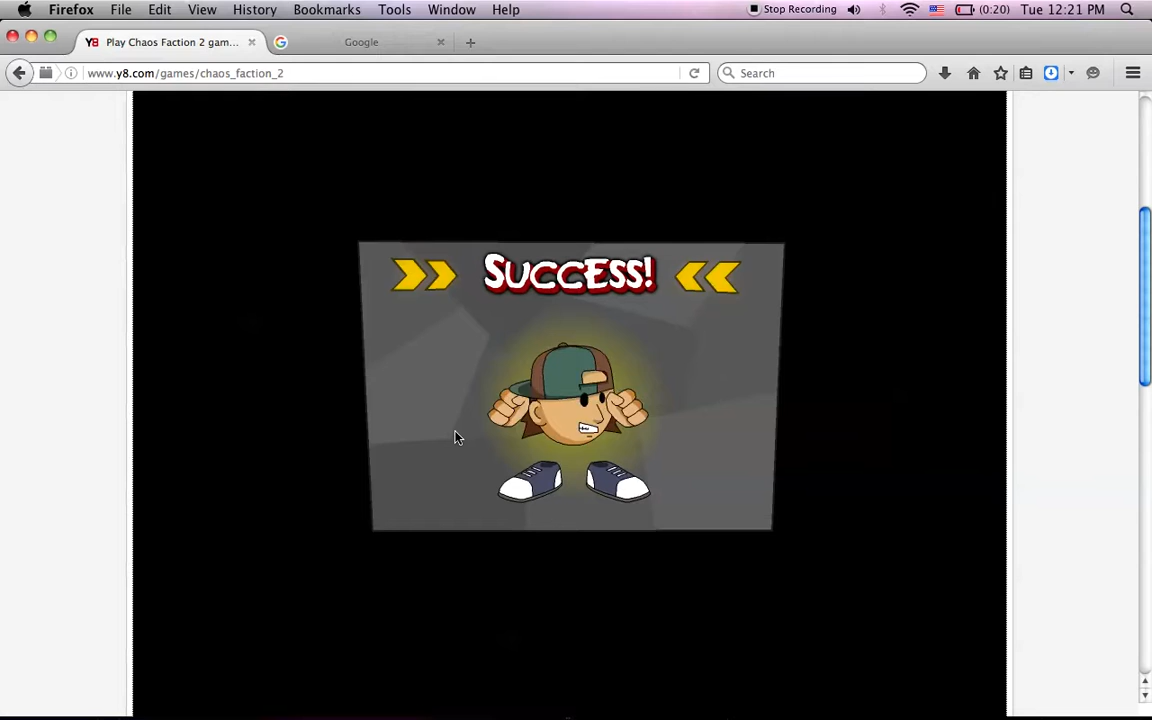 Firefox File Edit View History Bookmarks Tools Window Help Stop Recording (0:20) Tue 12:21 PM
Y8 Play Chaos Faction 2 gam... G Google
www.y8.com/games/chaos_faction_2 Search
SUCCESS!